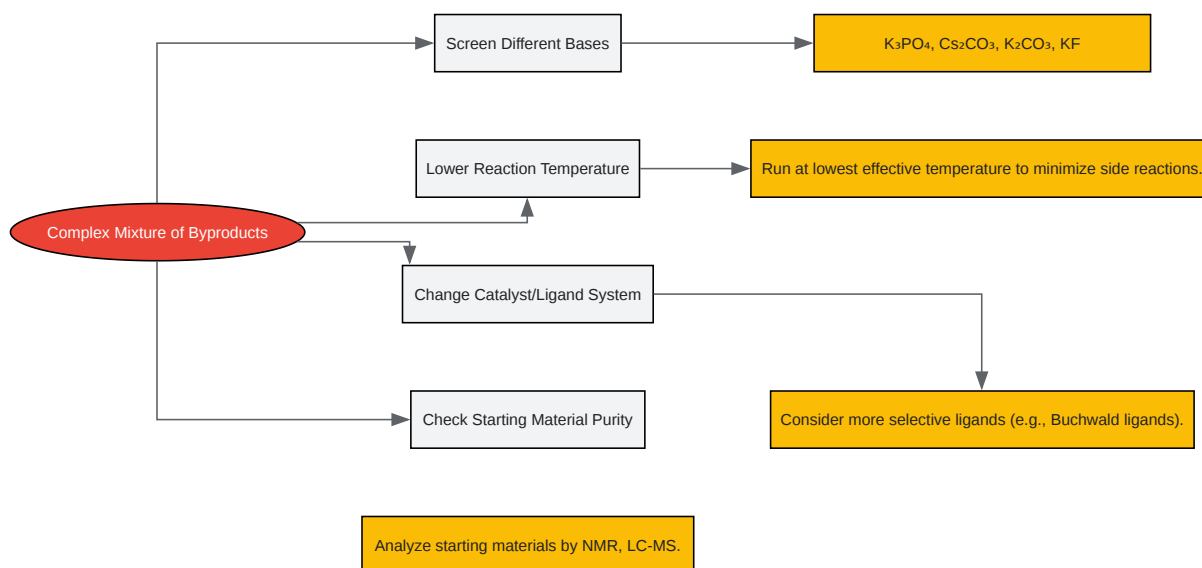 Screen Different Bases
K₃PO₄, Cs₂CO₃, K₂CO₃, KF
Lower Reaction Temperature
Run at lowest effective temperature to minimize side reactions.
Complex Mixture of Byproducts
Change Catalyst/Ligand System
Check Starting Material Purity
Consider more selective ligands (e.g., Buchwald ligands).
Analyze starting materials by NMR, LC-MS.